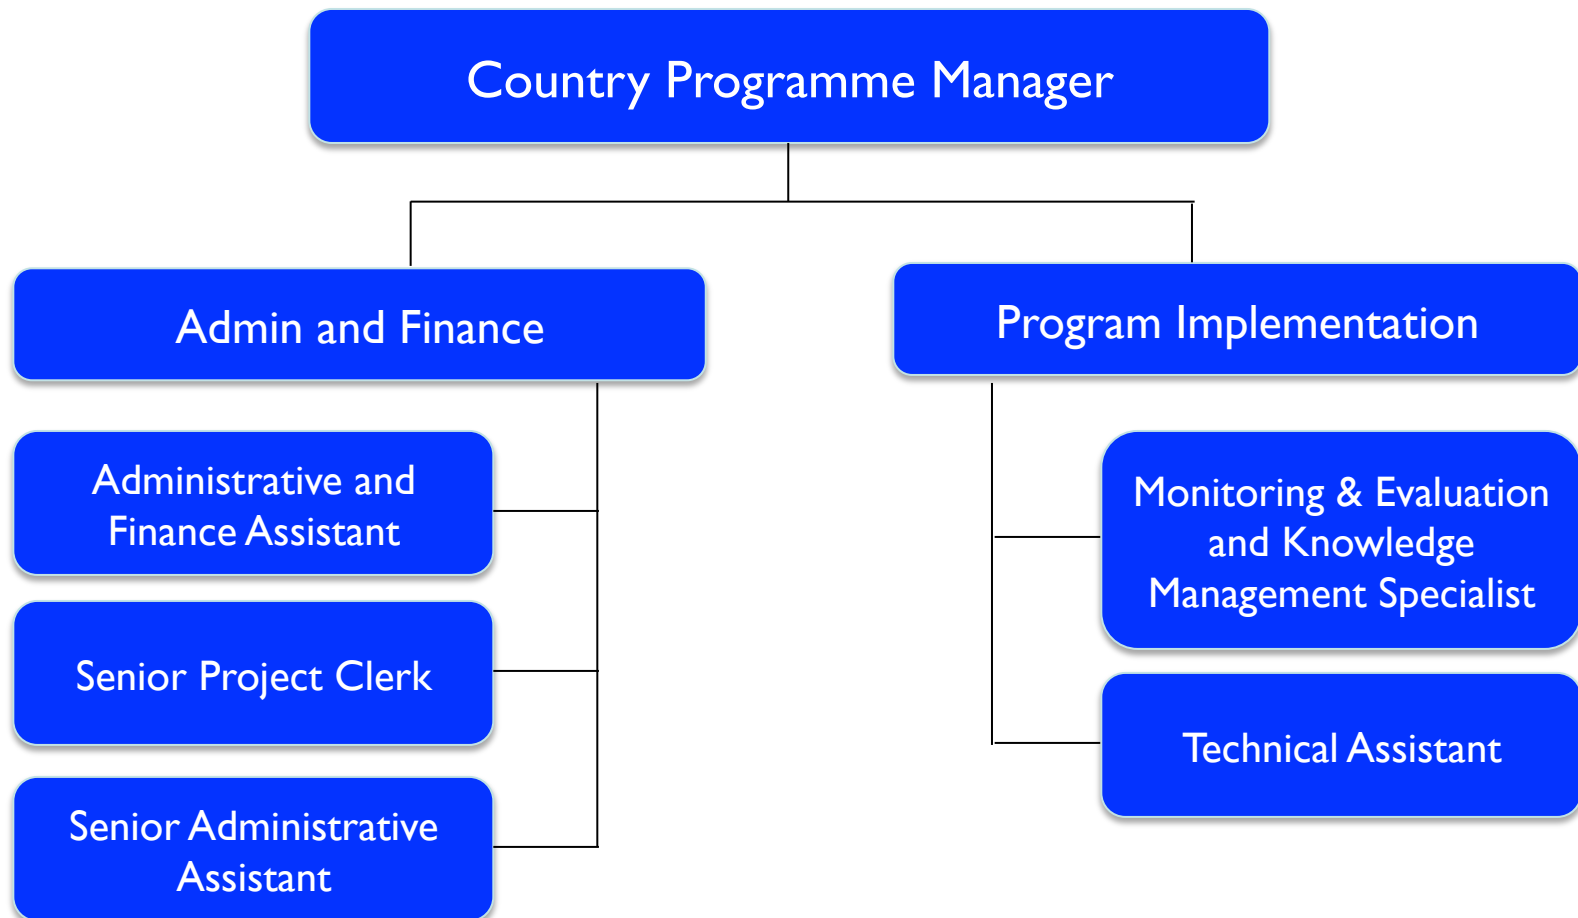 Country Programme Manager
Admin and Finance
Program Implementation
Administrative and
Finance Assistant
Senior Project Clerk
Senior Administrative
Assistant
Monitoring & Evaluation
and Knowledge
Management Specialist
Technical Assistant